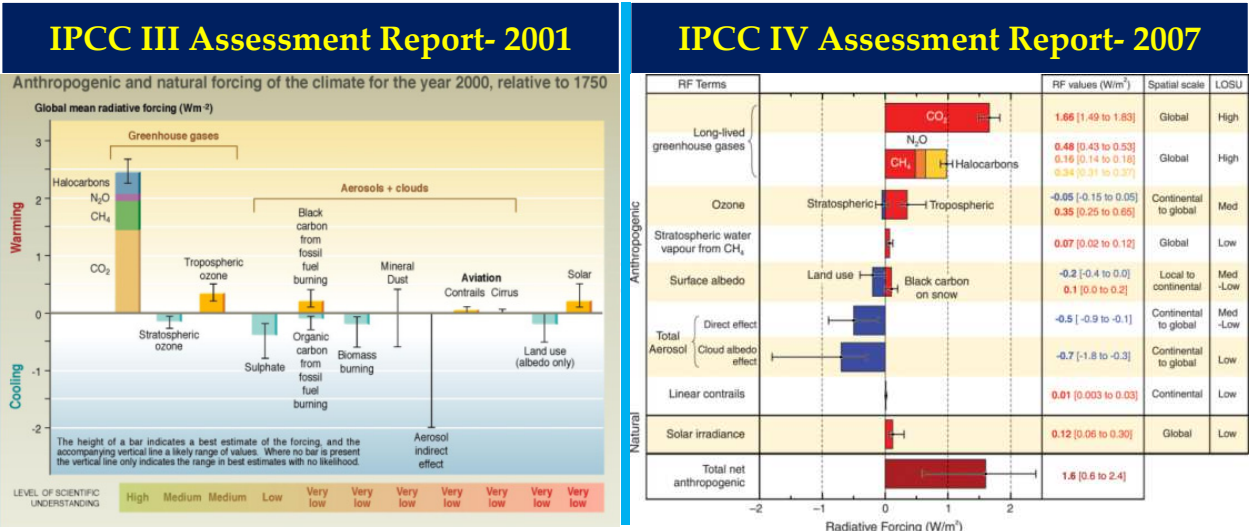 IPCC III Assessment Report- 2001
Anthropogenic and natural forcing of the climate for the year 2000, relative to 1750
Global mean radiative forcing (Wm-2)
Greenhouse gases
3
2
1
0
-1
-2
Warming
Cooling
Halocarbons
N2O
CH4
CO2
Stratospheric
ozone
Tropospheric
ozone
Aerosols + clouds
Sulphate
Black
carbon
from
fossil
fuel
burning
Organic
carbon
from
fossil
fuel
burning
Biomass
burning
Mineral
Dust
Aerosol
indirect
effect
Aviation
Contrails Cirrus
Land use
(albedo only)
Solar
The height of a bar indicates a best estimate of the forcing, and the
accompanying vertical line a likely range of values. Where no bar is present
the vertical line only indicates the range in best estimates with no likelihood.
LEVEL OF SCIENTIFIC
UNDERSTANDING
High Medium Medium Low Very low Very low Very low Very low Very low Very low Very low
IPCC IV Assessment Report- 2007
RF Terms
RF values (W/m2)
Spatial scale
LOSU
Anthropogenic
Natural
Long-lived
greenhouse gases
CO2
1.66 [1.49 to 1.83]
Global
High
N2O
CH4
Halocarbons
0.48 [0.43 to 0.53]
0.16 [0.14 to 0.18]
0.34 [0.31 to 0.37]
Global
High
Ozone
Stratospheric
Tropospheric
-0.05 [-0.15 to 0.05]
0.35 [0.25 to 0.65]
Continental
to global
Med
Stratospheric water
vapour from CH4
0.07 [0.02 to 0.12]
Global
Low
Surface albedo
Land use
Black carbon
on snow
-0.2 [-0.4 to 0.0]
0.1 [0.0 to 0.2]
Local to
continental
Med
-Low
Total
Aerosol
Direct effect
-0.5 [ -0.9 to -0.1]
Continental
to global
Med
-Low
Cloud albedo
effect
-0.7 [-1.8 to -0.3]
Continental
to global
Low
Linear contrails
0.01 [0.003 to 0.03]
Continental
Low
Solar irradiance
0.12 [0.06 to 0.30]
Global
Low
Total net
anthropogenic
1.6 [0.6 to 2.4]
-2 -1 0 1 2
Radiative Forcing (W/m2)